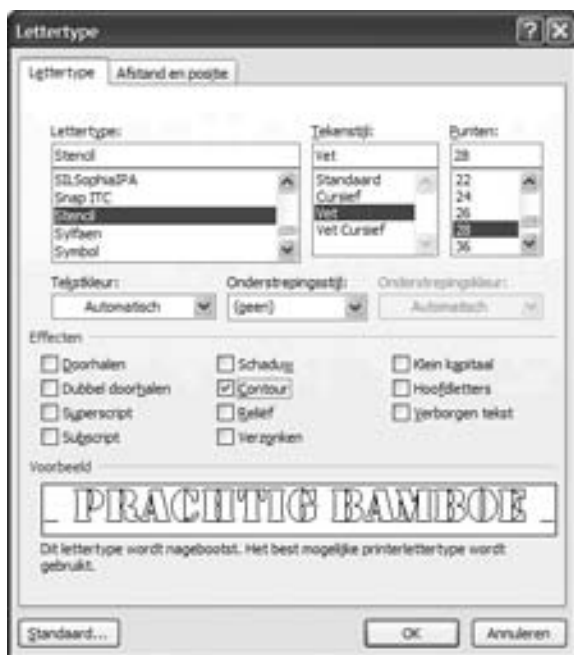 Lettertype
Lettertype Afstand en positie
Lettertype: Tekenstijl: Punten:
Stencil Vet 28
SILSophiaIPA Standaard 22
Snap ITC Cursief 24
Stencil Vet 26
Sylfaen Vet Cursief 28
Symbol 36
Tekstkleur: Onderstrepingsstijl: Onderstrepingskleur:
Automatisch (geen) Automatisch
Effecten
Doorhalen Schaduw Klein kapitaal
Dubbel doorhalen Contour Hoofdletters
Superscript Reliëf Verborgen tekst
Subscript Verzonken
Voorbeeld
PRACHTIG BAMBOE
Dit lettertype wordt nagebootst. Het best mogelijke printerlettertype wordt
gebruikt.
Standaard... OK Annuleren